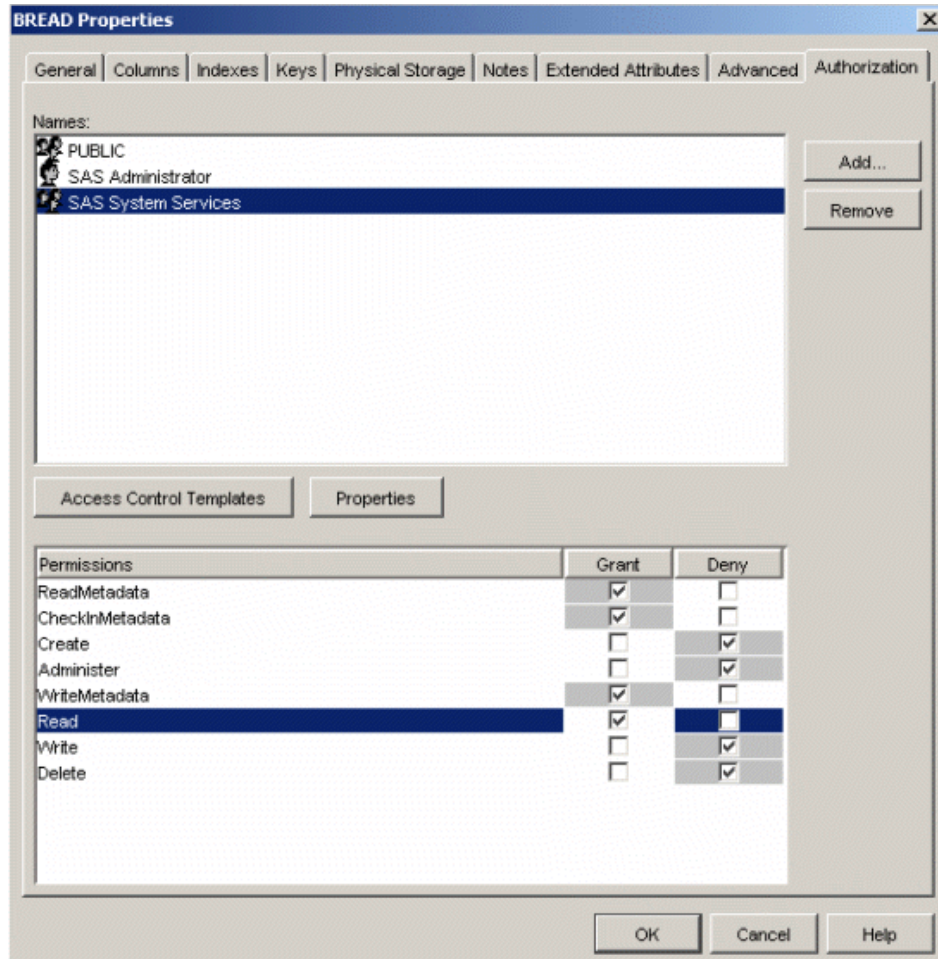 BREAD Properties
General Columns Indexes Keys Physical Storage Notes Extended Attributes Advanced Authorization
Names:
PUBLIC
SAS Administrator
SAS System Services
Add...
Remove
Access Control Templates Properties
Permissions Grant Deny
ReadMetadata
CheckInMetadata
Create
Administer
WriteMetadata
Read
Write
Delete
OK Cancel Help